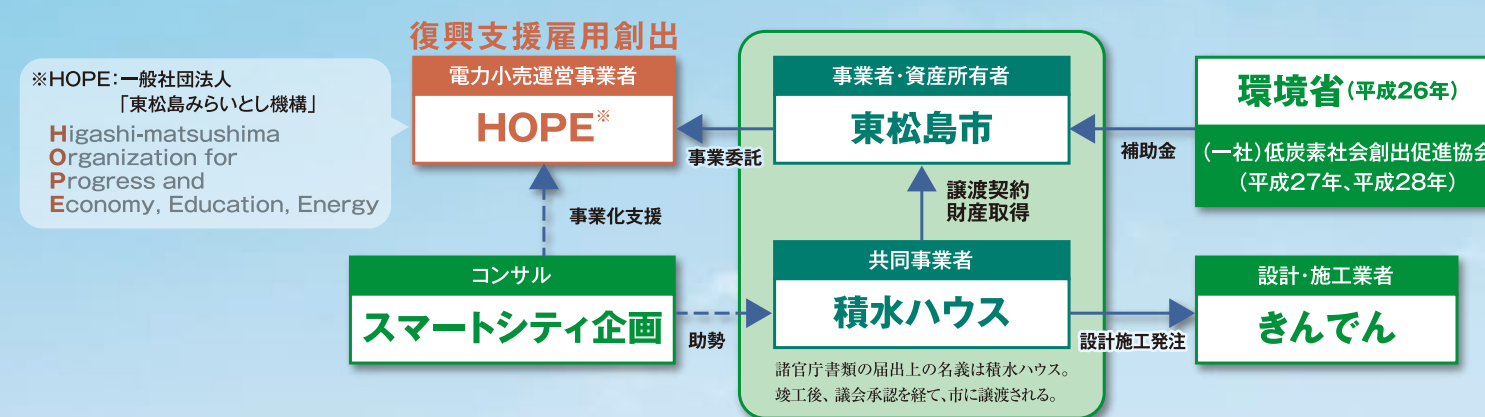 復興支援雇用創出
※HOPE:一般社団法人
「東松島みらいとし機構」
Higashi-matsushima
Organization for
Progress and
Economy, Education, Energy
電力小売運営事業者
HOPE※
事業委託
事業者・資産所有者
東松島市
補助金
環境省(平成26年)
(一社)低炭素社会創出促進協会
(平成27年、平成28年)
事業化支援
譲渡契約
財産取得
コンサル
スマートシティ企画
助勢
共同事業者
積水ハウス
設計施工発注
設計・施工業者
きんでん
諸官庁書類の届出上の名義は積水ハウス。
竣工後、議会承認を経て、市に譲渡される。